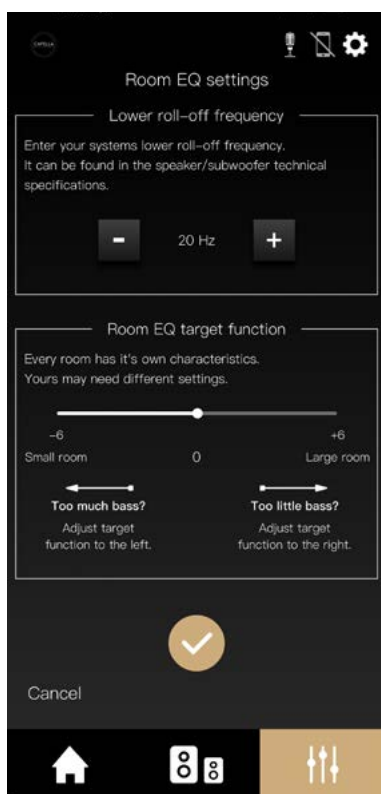 CAPELLA
Room EQ settings
Lower roll-off frequency
Enter your systems lower roll-off frequency.
It can be found in the speaker/subwoofer technical
specifications.
- 20 Hz +
Room EQ target function
Every room has it's own characteristics.
Yours may need different settings.
-6 +6
Small room 0 Large room
Too much bass? Too little bass?
Adjust target Adjust target
function to the left. function to the right.
Cancel